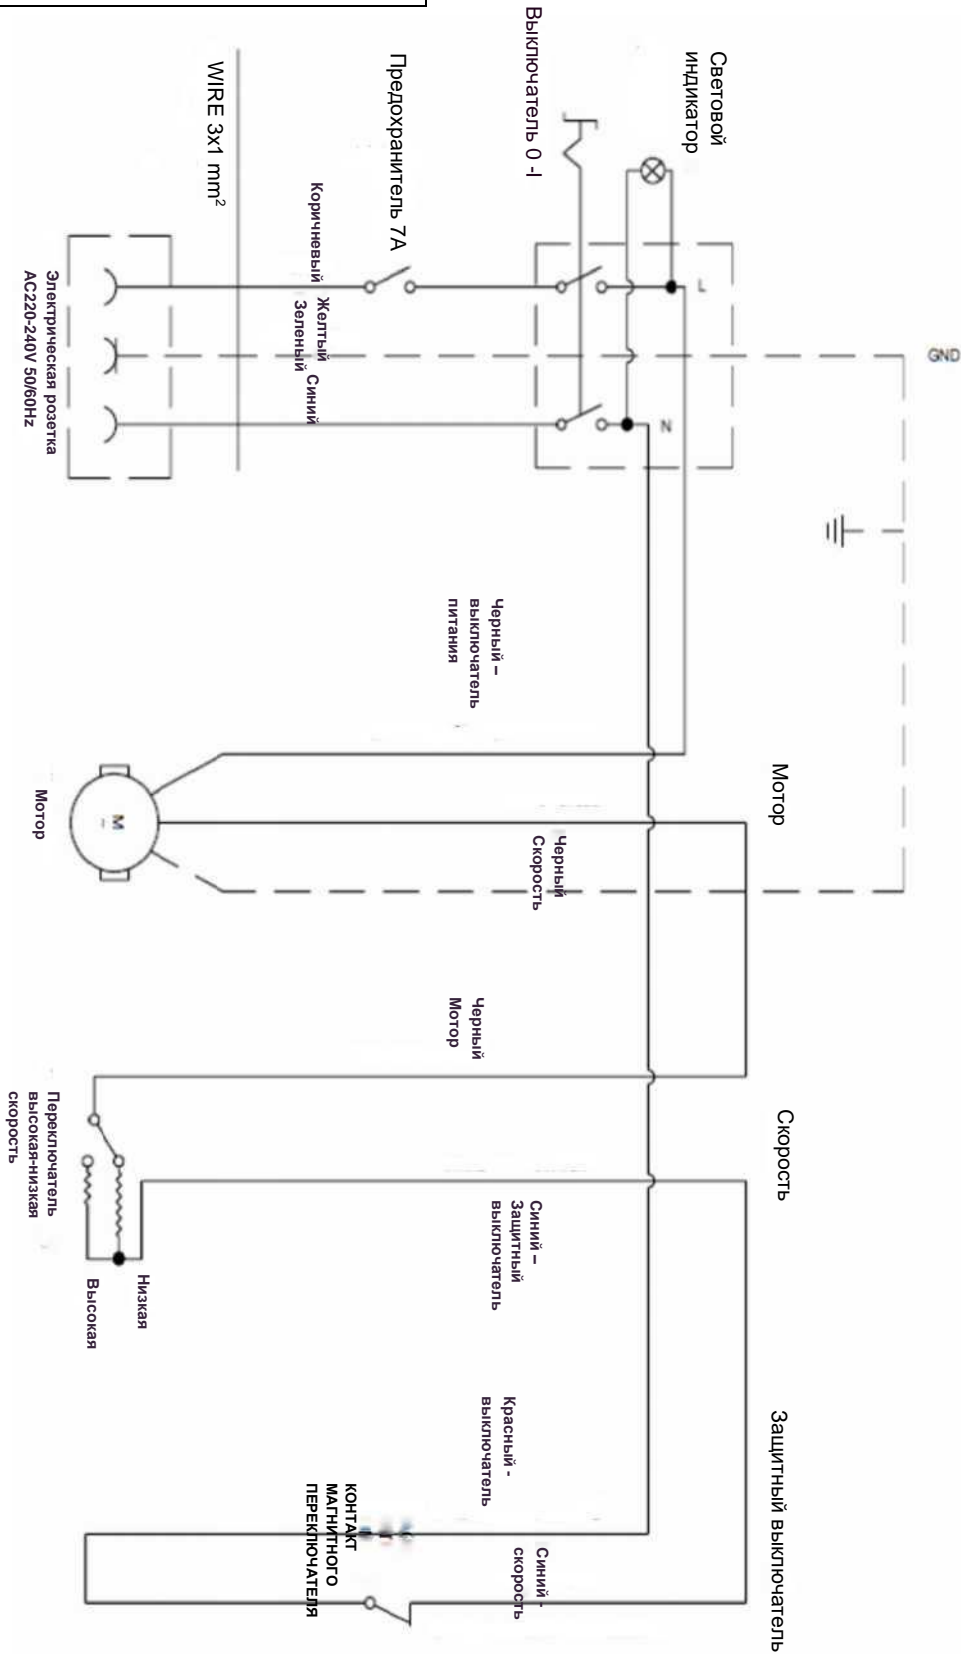 Световой
индикатор
Выключатель 0 -I
Предохранитель 7А
WIRE 3x1 mm²
Коричневый
Желтый
Зеленый
Синий
Электрическая розетка
AC220-240V 50/60Hz
L
N
GND
Черный –
выключатель
питания
Мотор
M
~
Мотор
Черный
Скорость
Черный
Мотор
Скорость
Переключатель
высокая-низкая
скорость
Синий –
Защитный
выключатель
Низкая
Высокая
Защитный выключатель
Красный -
выключатель
КОНТАКТ
МАГНИТНОГО
ПЕРЕКЛЮЧАТЕЛЯ
Синий -
скорость